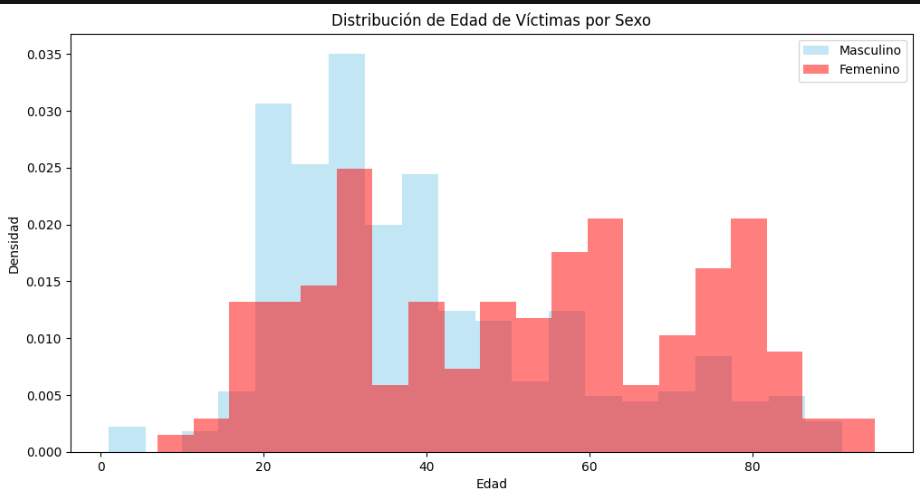 Distribución de Edad de Víctimas por Sexo
Masculino
Femenino
Densidad
0.035
0.030
0.025
0.020
0.015
0.010
0.005
0.000
0 20 40 60 80
Edad